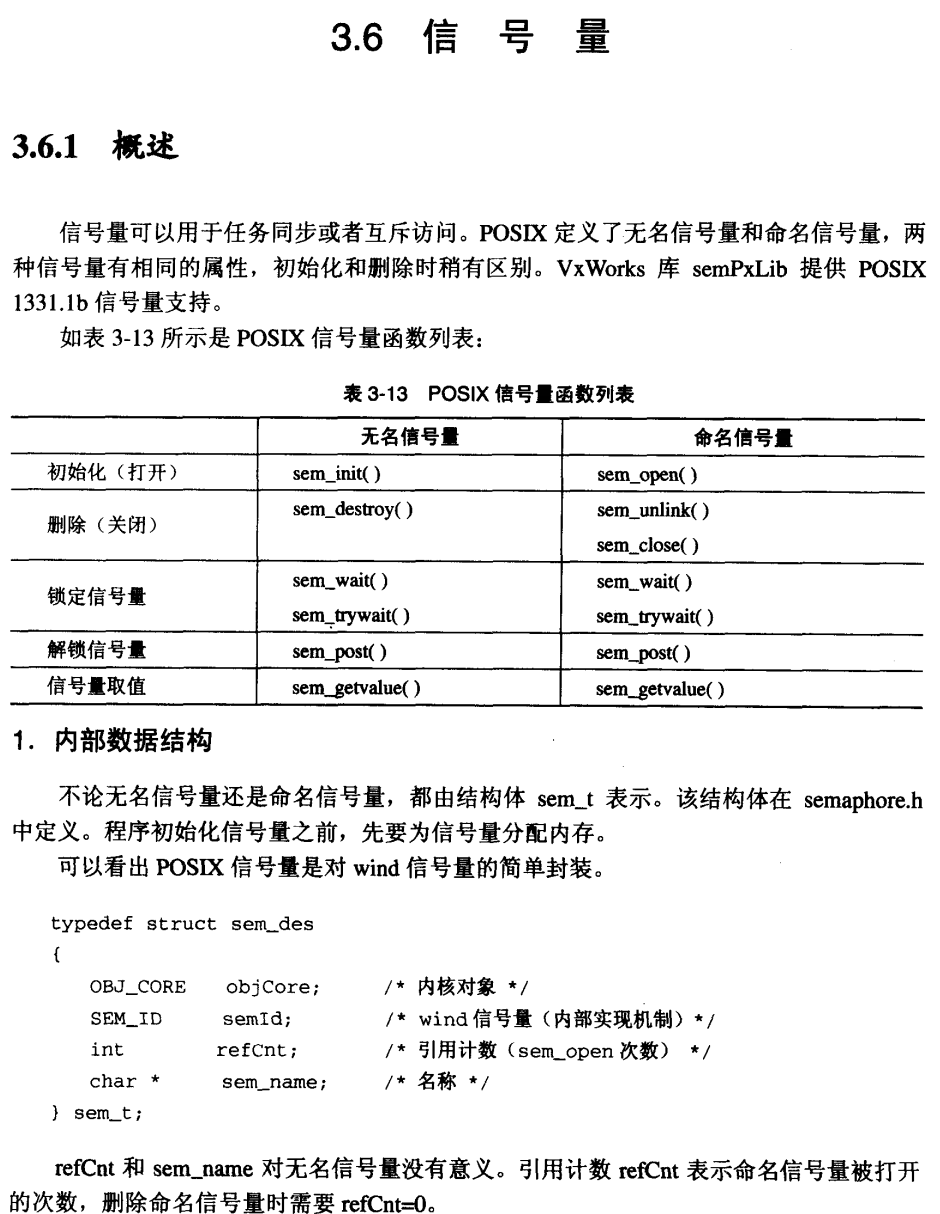 3.6 信 号 量
3.6.1 概述
信号量可以用于任务同步或者互斥访问。POSIX 定义了无名信号量和命名信号量，两
种信号量有相同的属性，初始化和删除时稍有区别。VxWorks 库 semPxLib 提供 POSIX
1331.1b 信号量支持。
如表 3-13 所示是 POSIX 信号量函数列表：
表 3-13 POSIX 信号量函数列表
无名信号量 命名信号量
初始化（打开） sem_init( ) sem_open( )
删除（关闭） sem_destroy( ) sem_unlink( )
sem_close( )
锁定信号量 sem_wait( ) sem_wait( )
sem_trywait( ) sem_trywait( )
解锁信号量 sem_post( ) sem_post( )
信号量取值 sem_getvalue( ) sem_getvalue( )
1. 内部数据结构
不论无名信号量还是命名信号量，都由结构体 sem_t 表示。该结构体在 semaphore.h
中定义。程序初始化信号量之前，先要为信号量分配内存。
可以看出 POSIX 信号量是对 wind 信号量的简单封装。
typedef struct sem_des
{
OBJ_CORE objCore; /* 内核对象 */
SEM_ID semId; /* wind 信号量（内部实现机制）*/
int refCnt; /* 引用计数（sem_open 次数） */
char * sem_name; /* 名称 */
} sem_t;
refCnt 和 sem_name 对无名信号量没有意义。引用计数 refCnt 表示命名信号量被打开
的次数，删除命名信号量时需要 refCnt=0。